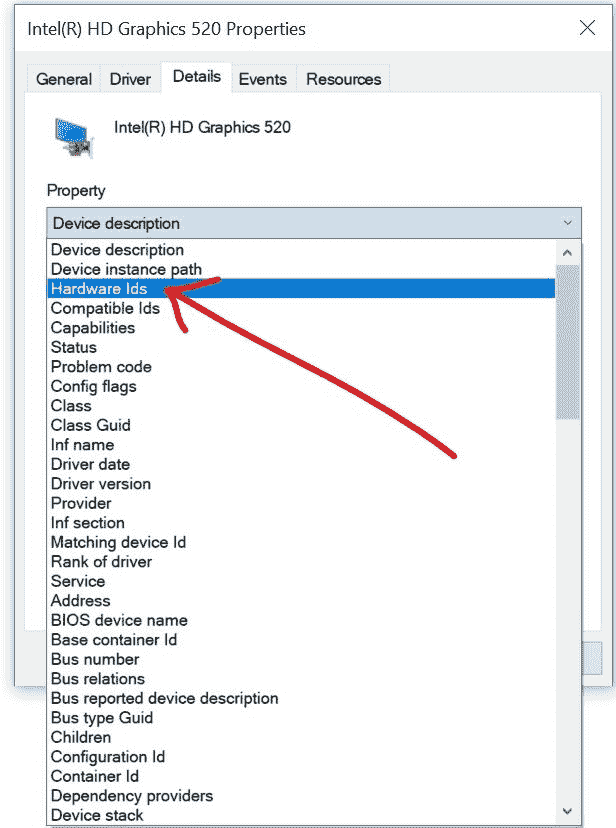 Intel(R) HD Graphics 520 Properties
General Driver Details Events Resources
Intel(R) HD Graphics 520
Property
Device description
Device description
Device instance path
Hardware Ids
Compatible Ids
Capabilities
Status
Problem code
Config flags
Class
Class Guid
Inf name
Driver date
Driver version
Provider
Inf section
Matching device Id
Rank of driver
Service
Address
BIOS device name
Base container Id
Bus number
Bus relations
Bus reported device description
Bus type Guid
Children
Configuration Id
Container Id
Dependency providers
Device stack